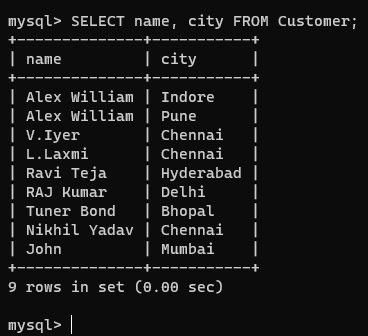 mysql> SELECT name, city FROM Customer;
+--------------+-----------+
| name         | city      |
+--------------+-----------+
| Alex William | Indore    |
| Alex William | Pune      |
| V.Iyer       | Chennai   |
| L.Laxmi      | Chennai   |
| Ravi Teja    | Hyderabad |
| RAJ Kumar    | Delhi     |
| Tuner Bond   | Bhopal    |
| Nikhil Yadav | Chennai   |
| John         | Mumbai    |
+--------------+-----------+
9 rows in set (0.00 sec)
mysql>